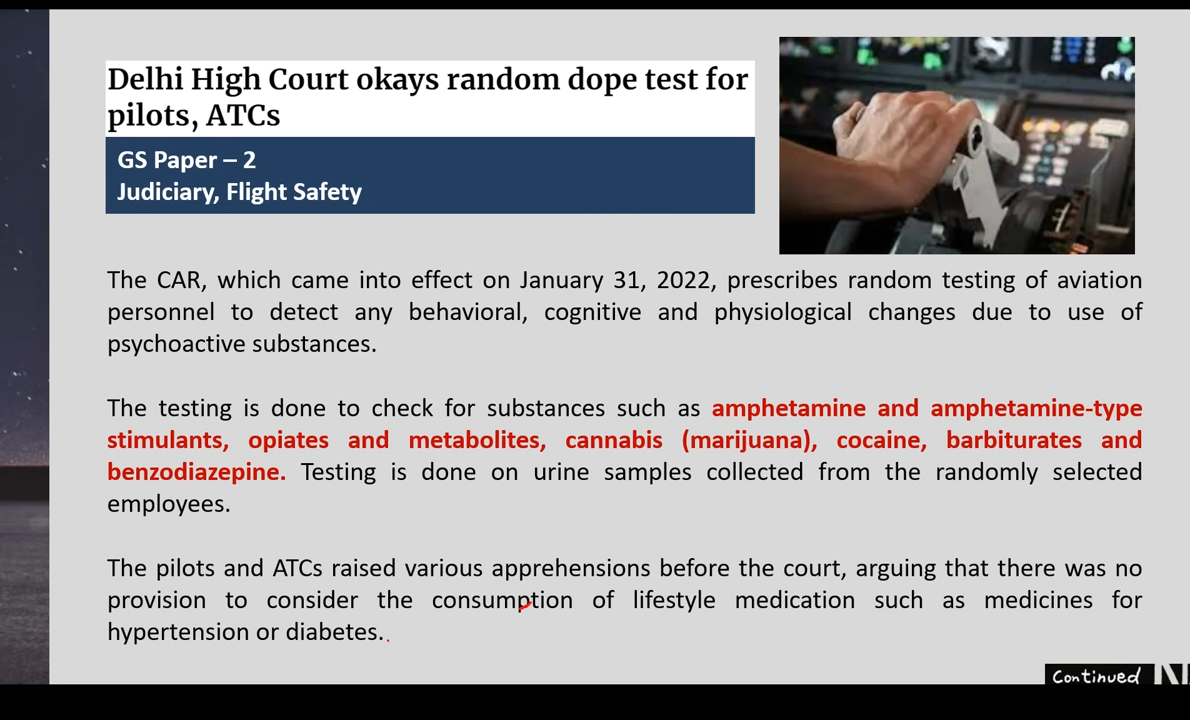 Delhi High Court okays random dope test for
pilots, ATCs
GS Paper – 2
Judiciary, Flight Safety
The CAR, which came into effect on January 31, 2022, prescribes random testing of aviation
personnel to detect any behavioral, cognitive and physiological changes due to use of
psychoactive substances.
The testing is done to check for substances such as amphetamine and amphetamine-type
stimulants, opiates and metabolites, cannabis (marijuana), cocaine, barbiturates and
benzodiazepine. Testing is done on urine samples collected from the randomly selected
employees.
The pilots and ATCs raised various apprehensions before the court, arguing that there was no
provision to consider the consumption of lifestyle medication such as medicines for
hypertension or diabetes.
Continued